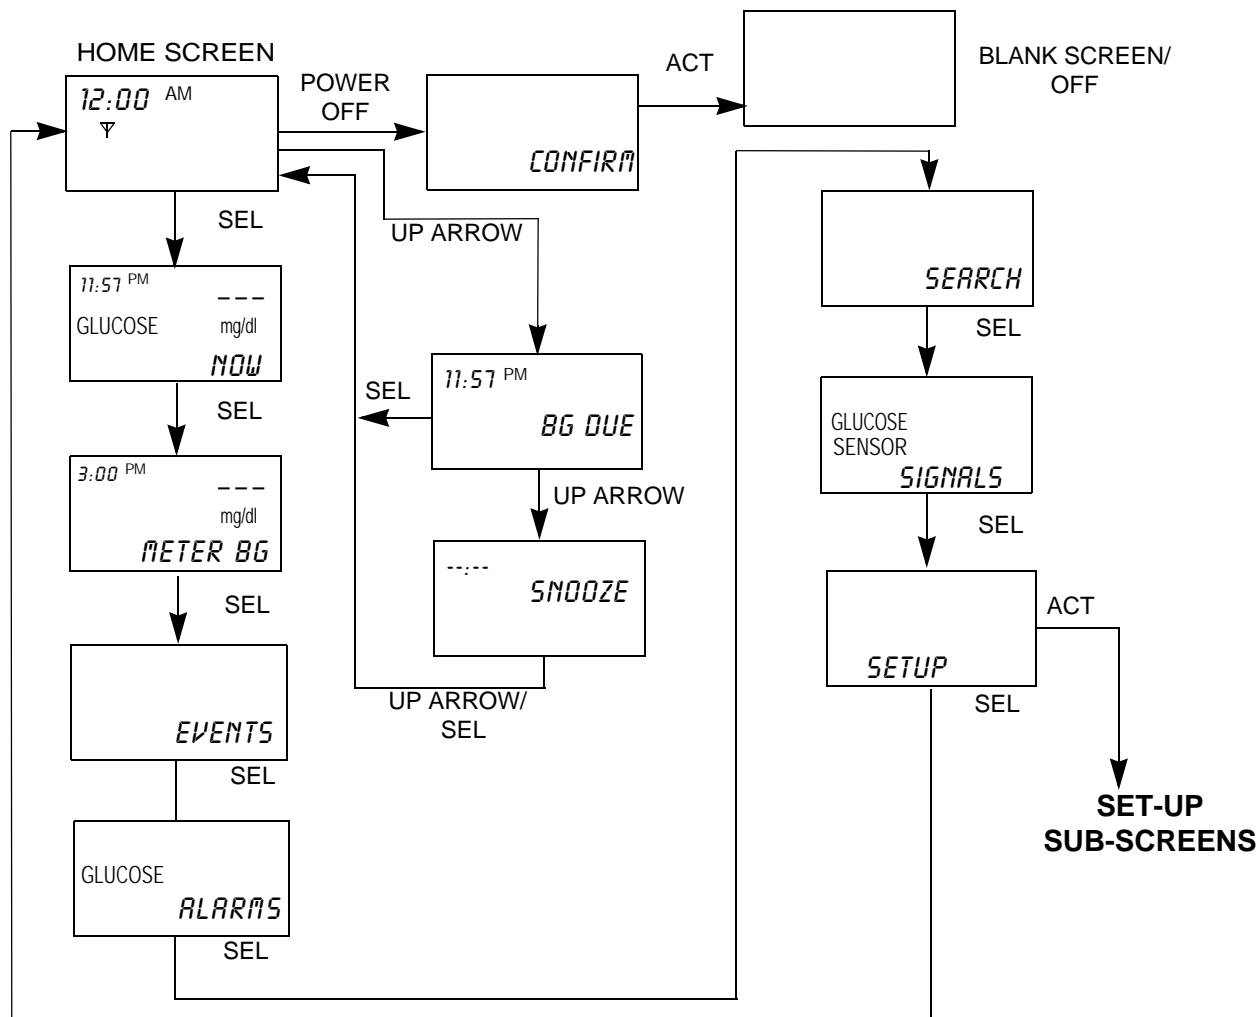 HOME SCREEN
12:00 AM
POWER
OFF
CONFIRM
ACT
BLANK SCREEN/
OFF
SEL
UP ARROW
11:57 PM
---
GLUCOSE
mg/dl
NOW
SEL
3:00 PM
---
mg/dl
METER BG
SEL
EVENTS
SEL
GLUCOSE
ALARMS
SEL
11:57 PM
BG DUE
SEL
UP ARROW
--:--
SNOOZE
UP ARROW/
SEL
SEARCH
SEL
GLUCOSE
SENSOR
SIGNALS
SEL
SETUP
ACT
SEL
SET-UP
SUB-SCREENS